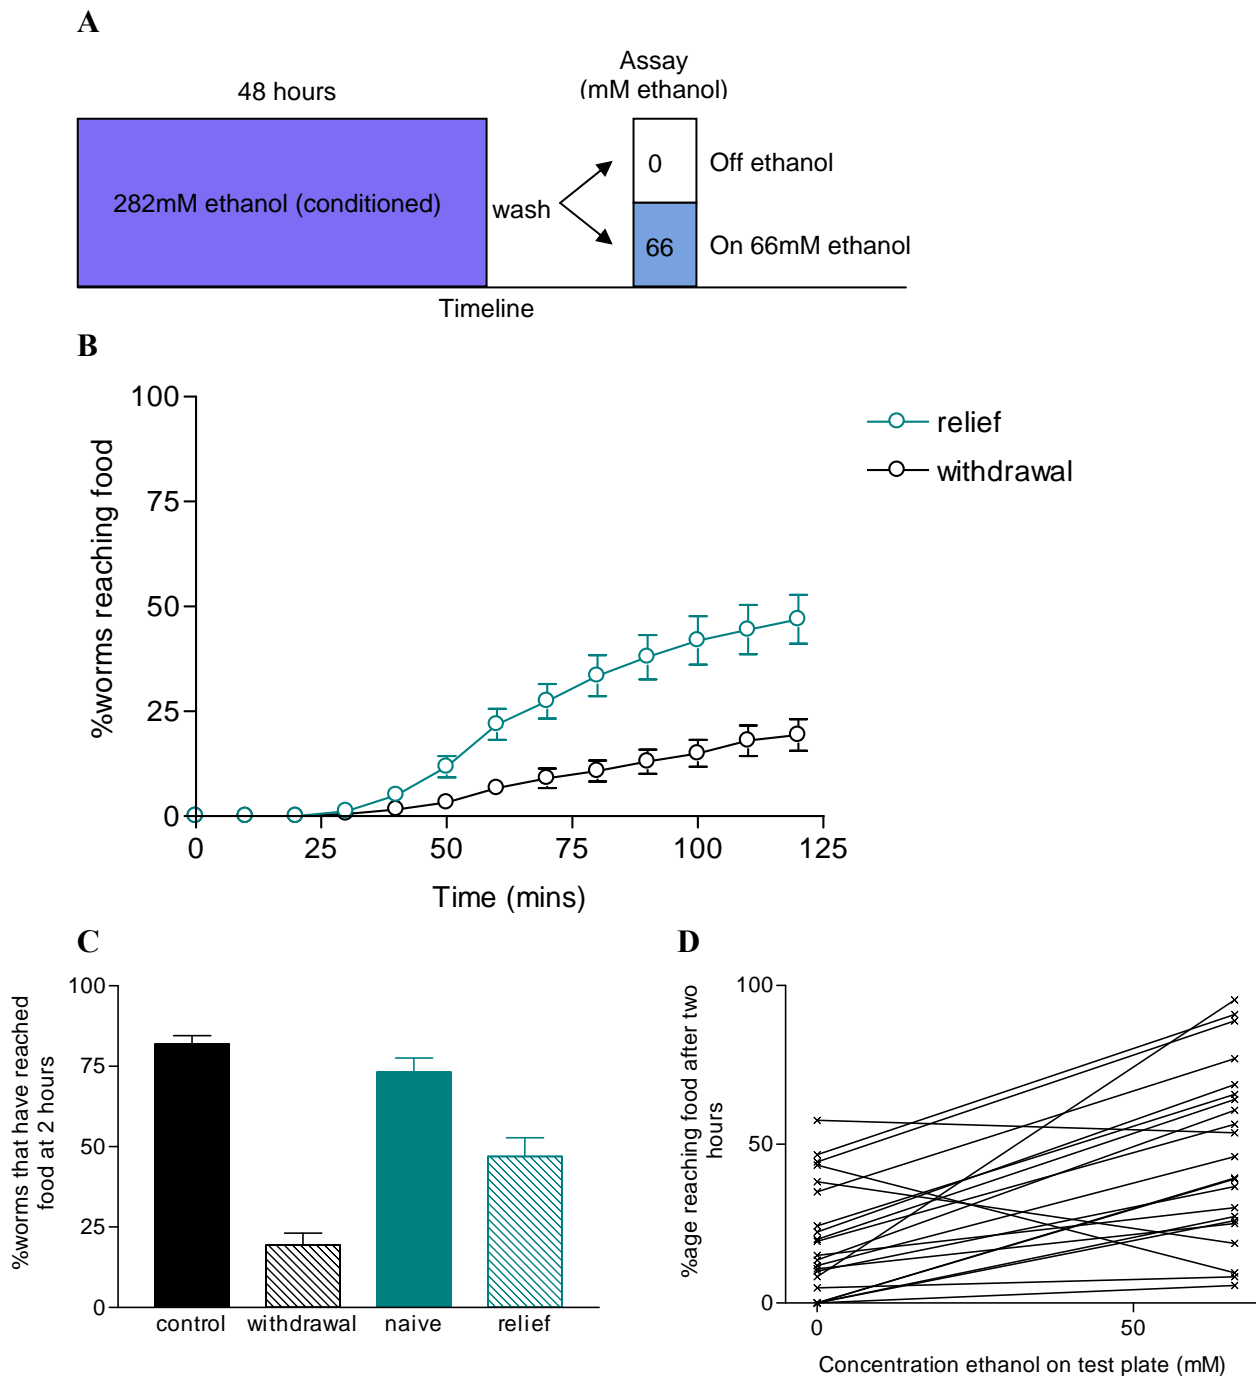 A
48 hours
Assay
(mM ethanol)
282mM ethanol (conditioned)
wash
0
Off ethanol
66
On 66mM ethanol
Timeline
B
100
75
50
25
0
%worms reaching food
0 25 50 75 100 125
Time (mins)
relief
withdrawal
C
%worms that have reached
food at 2 hours
100
75
50
25
0
control withdrawal naive relief
D
%age reaching food after two
hours
100
50
0
0 50
Concentration ethanol on test plate (mM)